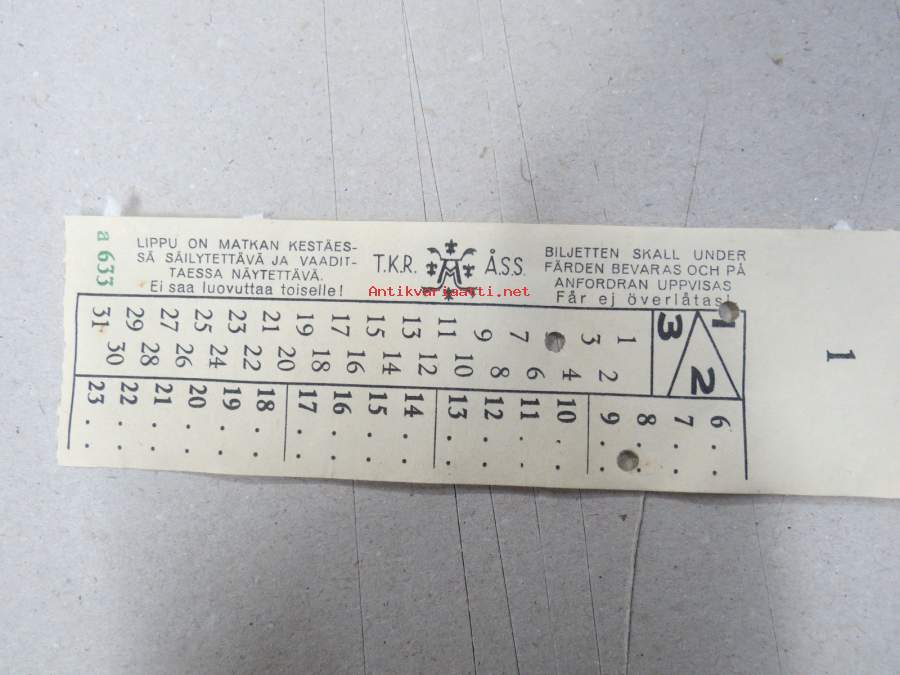 a 633
LIPPU ON MATKAN KESTÄES-
SÄ SÄILYTETTÄVÄ JA VAADIT-
TAESSA NÄYTETTÄVÄ.
Ei saa luovuttaa toiselle!
T.K.R. Å.S.S.
BILJETTEN SKALL UNDER
FÄRDEN BEVARAS OCH PÅ
ANFORDRAN UPPVISAS
Får ej överlåtas!
Antikvariaatti.net
31 29 27 25 23 21 19 17 15 13 11 9 7 3 1
30 28 26 24 22 20 18 16 14 12 10 8 6 4 2
3 2 1
23 22 21 20 19 18 17 16 15 14 13 12 11 10 9 8 7 6
1